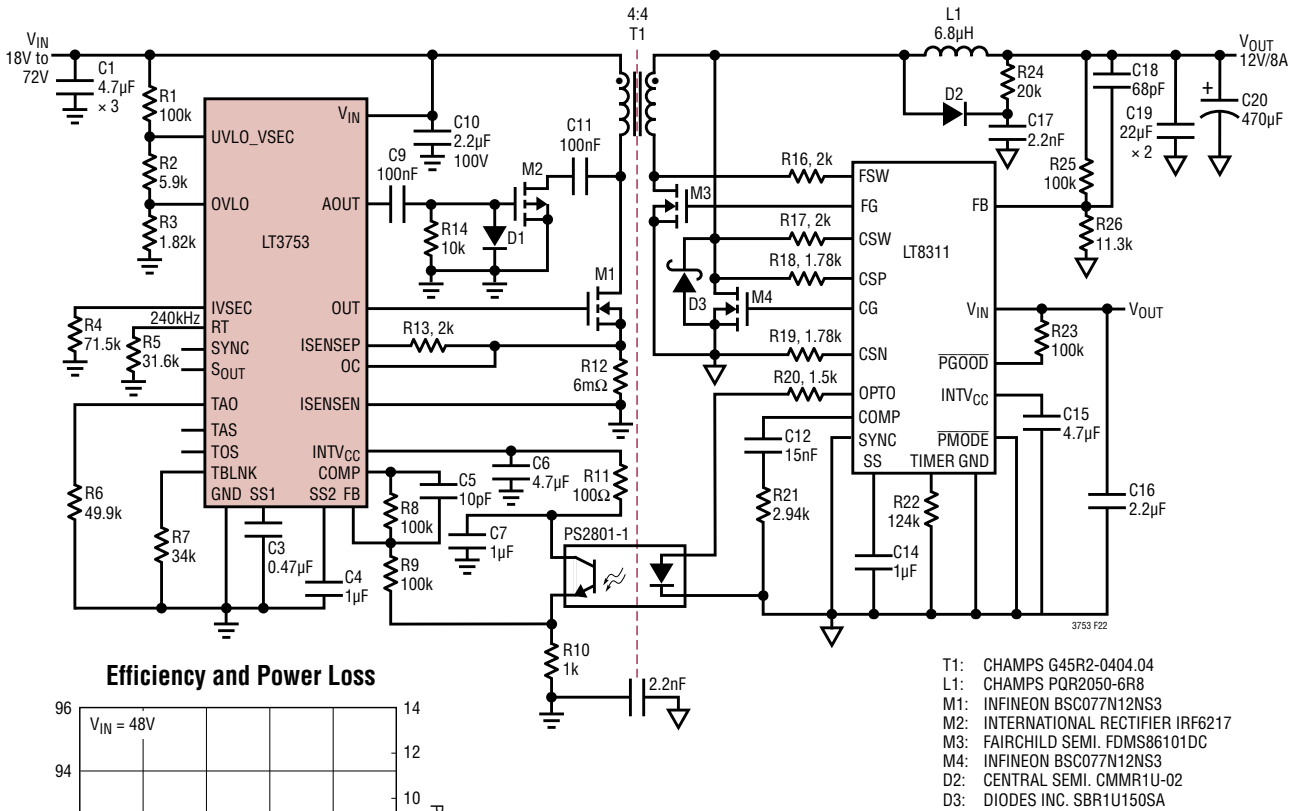 4:4
T1
L1
6.8µH
VIN
18V to
72V
C1
4.7µF
× 3
R1
100k
R2
5.9k
R3
1.82k
UVLO_VSEC
OVLO
LT3753
VIN
AOUT
C10
2.2µF
100V
C9
100nF
C11
100nF
M2
R14
10k
D1
M1
IVSEC
240kHz
RT
SYNC
SOUT
TAO
TAS
TOS
TBLNK
GND SS1
SS2 FB
OUT
ISENSEP
OC
ISENSEN
INTVCC
COMP
R4
71.5k
R5
31.6k
R6
49.9k
R7
34k
C3
0.47µF
C4
1µF
R13, 2k
R12
6mΩ
C6
4.7µF
R11
100Ω
C5
10pF
R8
100k
R9
100k
C7
1µF
PS2801-1
R10
1k
2.2nF
VOUT
12V/8A
R24
20k
D2
C17
2.2nF
C18
68pF
C19
22µF
× 2
+
C20
470µF
R25
100k
R26
11.3k
R16, 2k
M3
R17, 2k
R18, 1.78k
D3
M4
R19, 1.78k
R20, 1.5k
FSW
FG
CSW
CSP
CG
CSN
OPTO
COMP
SYNC
SS
TIMER GND
LT8311
FB
VIN
PGOOD
INTVCC
PMODE
VOUT
R23
100k
C15
4.7µF
C16
2.2µF
C12
15nF
R21
2.94k
C14
1µF
R22
124k
3753 F22
T1: CHAMPS G45R2-0404.04
L1: CHAMPS PQR2050-6R8
M1: INFINEON BSC077N12NS3
M2: INTERNATIONAL RECTIFIER IRF6217
M3: FAIRCHILD SEMI. FDMS86101DC
M4: INFINEON BSC077N12NS3
D2: CENTRAL SEMI. CMMR1U-02
D3: DIODES INC. SBR1U150SA
Efficiency and Power Loss
96
94
VIN = 48V
14
12
10